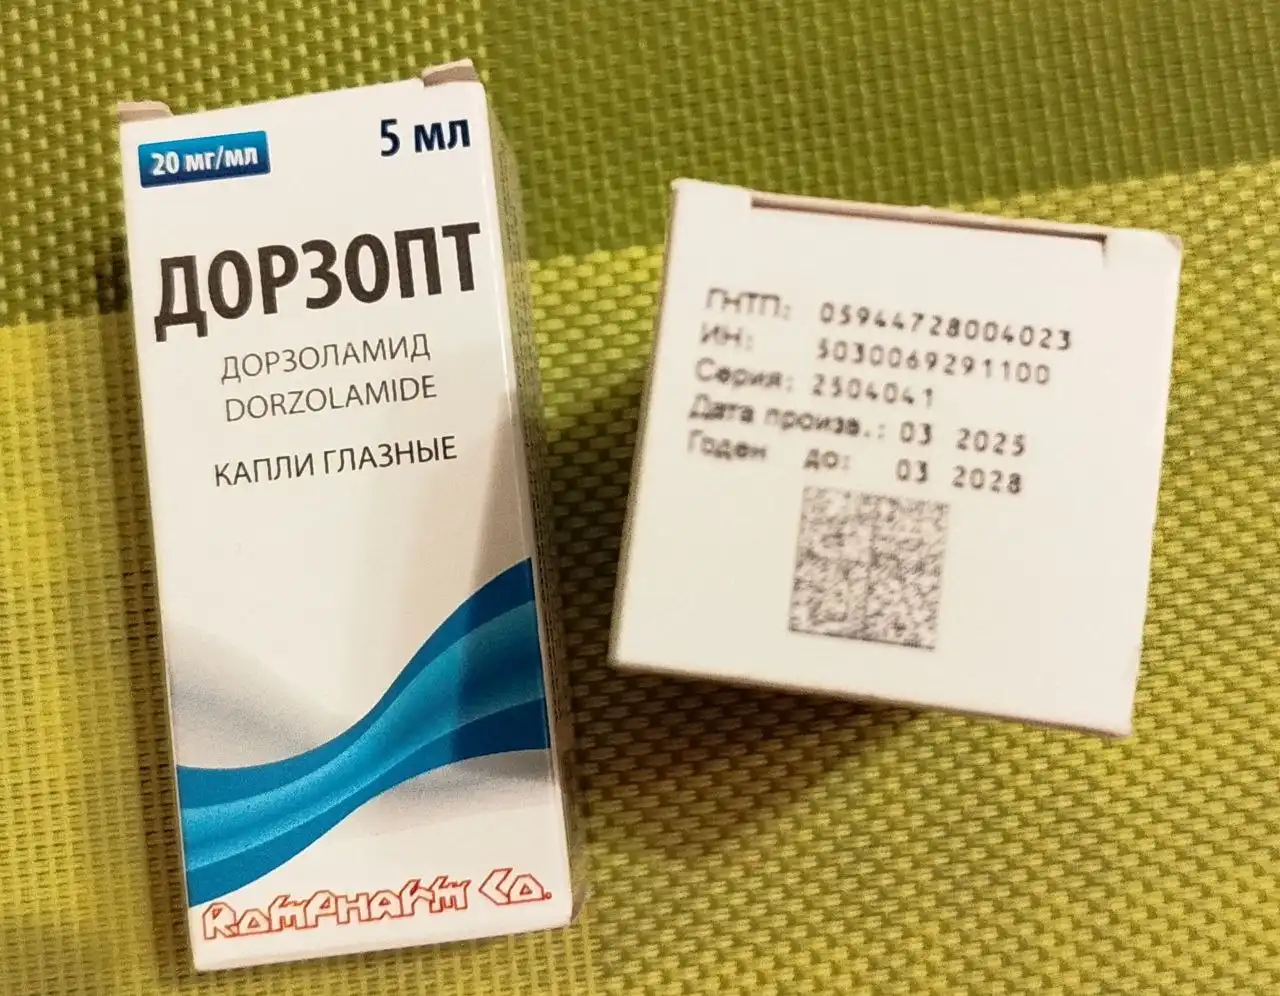 20 мг/мл
5 мл
ДОРЗОПТ
ДОРЗОЛАМИД
DORZOLAMIDE
КАПЛИ ГЛАЗНЫЕ
RomPharm Co.
ГНТП: 05944728004023
ИН: 5030069291100
Серия: 2504041
Дата произв.: 03 2025
Годен до: 03 2028